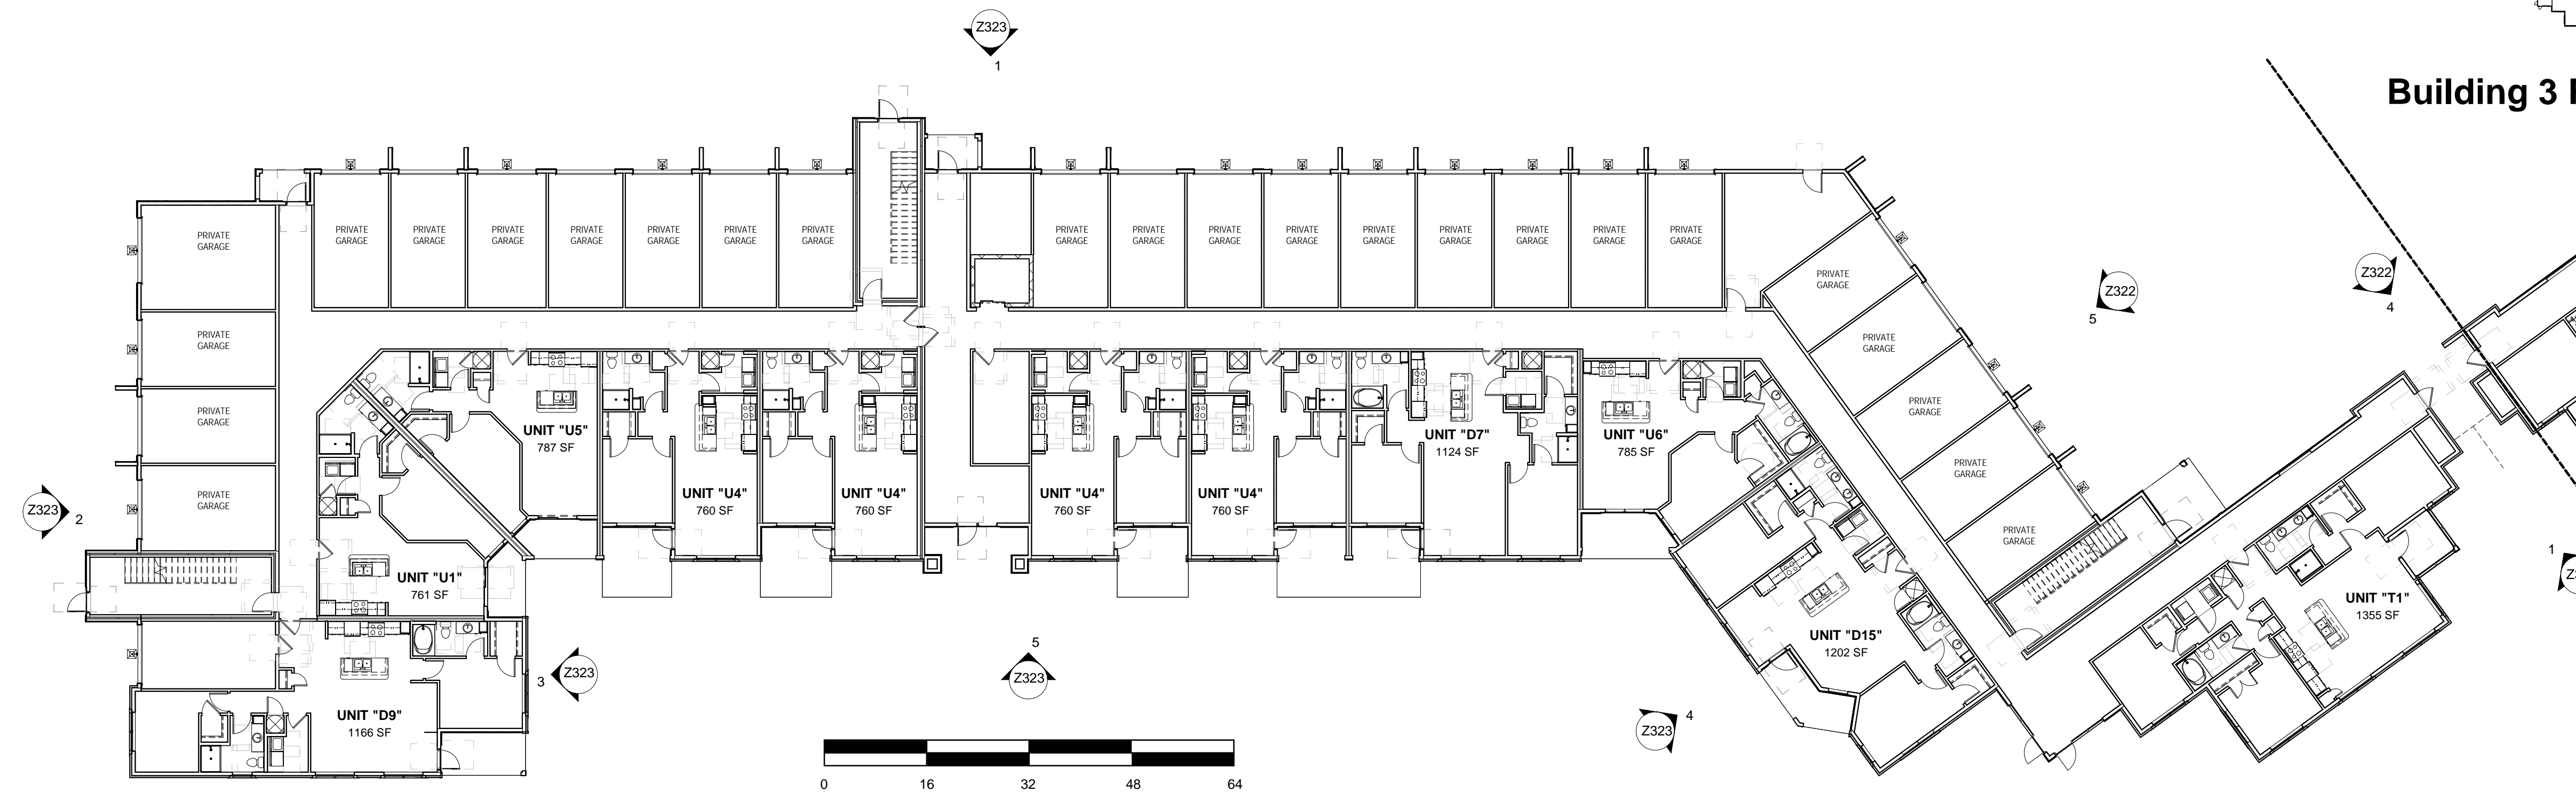 Z323
1
Building 3
PRIVATE
GARAGE
PRIVATE
GARAGE
PRIVATE
GARAGE
PRIVATE
GARAGE
PRIVATE
GARAGE
PRIVATE
GARAGE
PRIVATE
GARAGE
PRIVATE
GARAGE
PRIVATE
GARAGE
PRIVATE
GARAGE
PRIVATE
GARAGE
PRIVATE
GARAGE
PRIVATE
GARAGE
PRIVATE
GARAGE
PRIVATE
GARAGE
PRIVATE
GARAGE
PRIVATE
GARAGE
PRIVATE
GARAGE
PRIVATE
GARAGE
PRIVATE
GARAGE
PRIVATE
GARAGE
PRIVATE
GARAGE
PRIVATE
GARAGE
PRIVATE
GARAGE
PRIVATE
GARAGE
PRIVATE
GARAGE
Z322
5
Z322
4
Z323
2
UNIT "U5"
787 SF
UNIT "U4"
760 SF
UNIT "U4"
760 SF
UNIT "U4"
760 SF
UNIT "U4"
760 SF
UNIT "D7"
1124 SF
UNIT "U6"
785 SF
UNIT "U1"
761 SF
UNIT "T1"
1355 SF
UNIT "D15"
1202 SF
UNIT "D9"
1166 SF
3
Z323
5
Z323
Z323
4
1
0 16 32 48 64